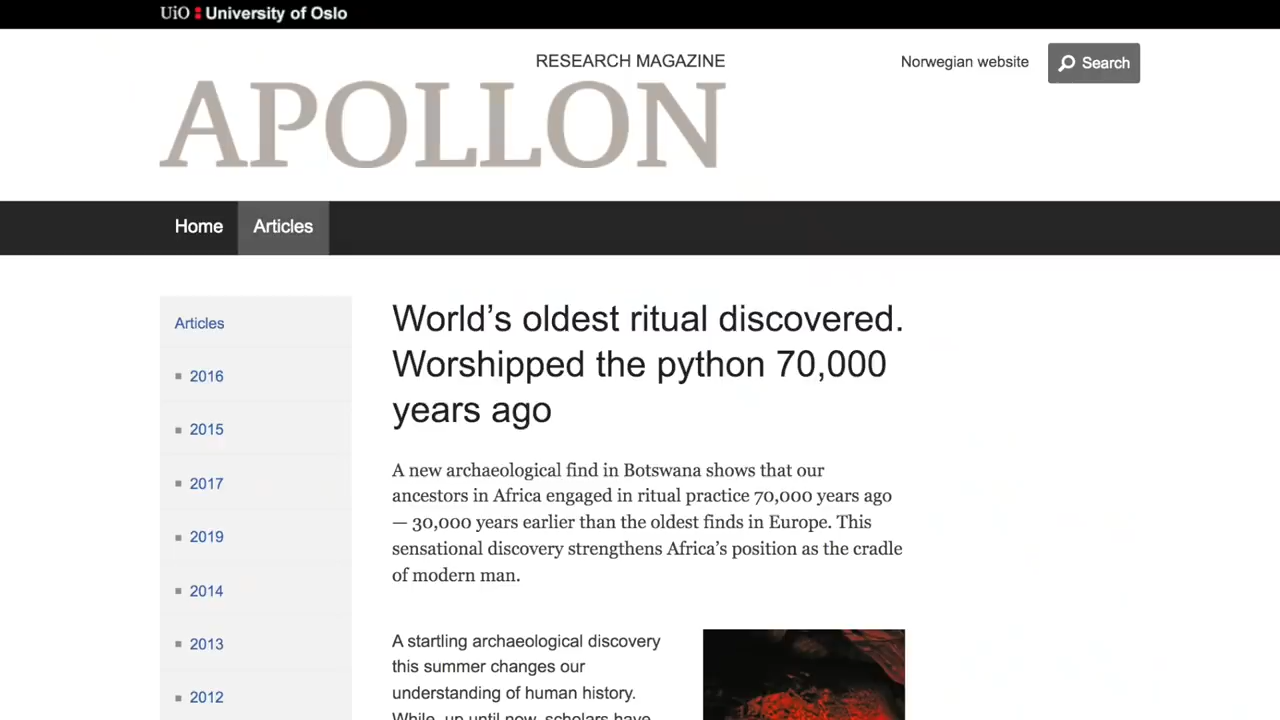 UiO : University of Oslo
RESEARCH MAGAZINE
APOLLON
Norwegian website
Search
Home
Articles
Articles
2016
2015
2017
2019
2014
2013
2012
World’s oldest ritual discovered.
Worshipped the python 70,000
years ago
A new archaeological find in Botswana shows that our
ancestors in Africa engaged in ritual practice 70,000 years ago
— 30,000 years earlier than the oldest finds in Europe. This
sensational discovery strengthens Africa’s position as the cradle
of modern man.
A startling archaeological discovery
this summer changes our
understanding of human history.
While, up until now, scholars have